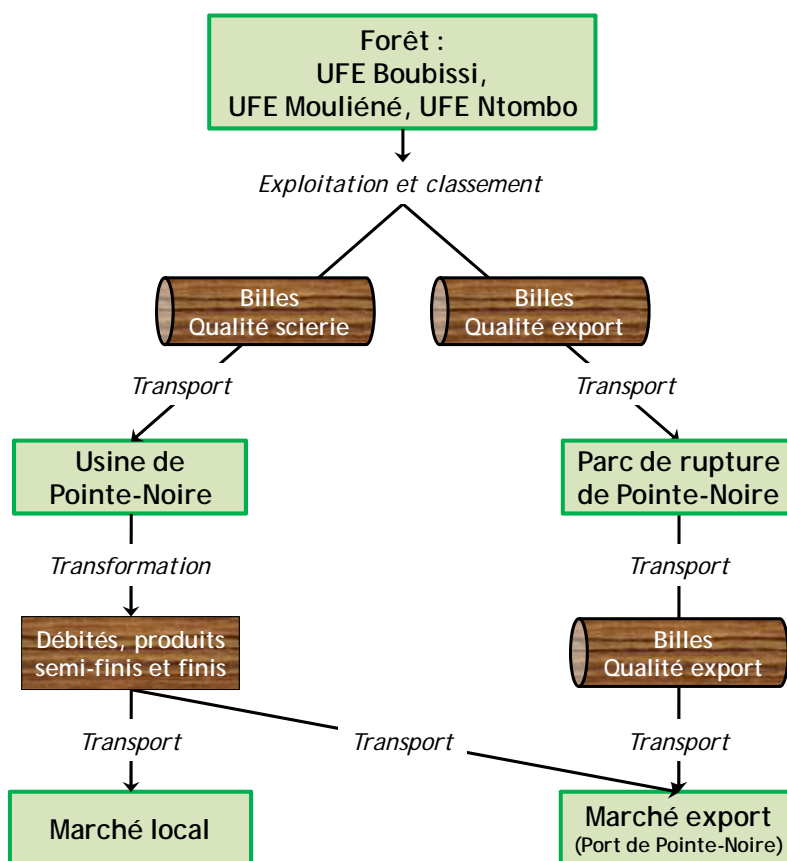 Forêt :
UFE Boubissi,
UFE Mouliéné, UFE Ntombo
Exploitation et classement
Billes
Qualité scierie
Billes
Qualité export
Transport
Transport
Usine de
Pointe-Noire
Parc de rupture
de Pointe-Noire
Transformation
Transport
Débités, produits
semi-finis et finis
Billes
Qualité export
Transport
Transport
Transport
Marché local
Marché export
(Port de Pointe-Noire)